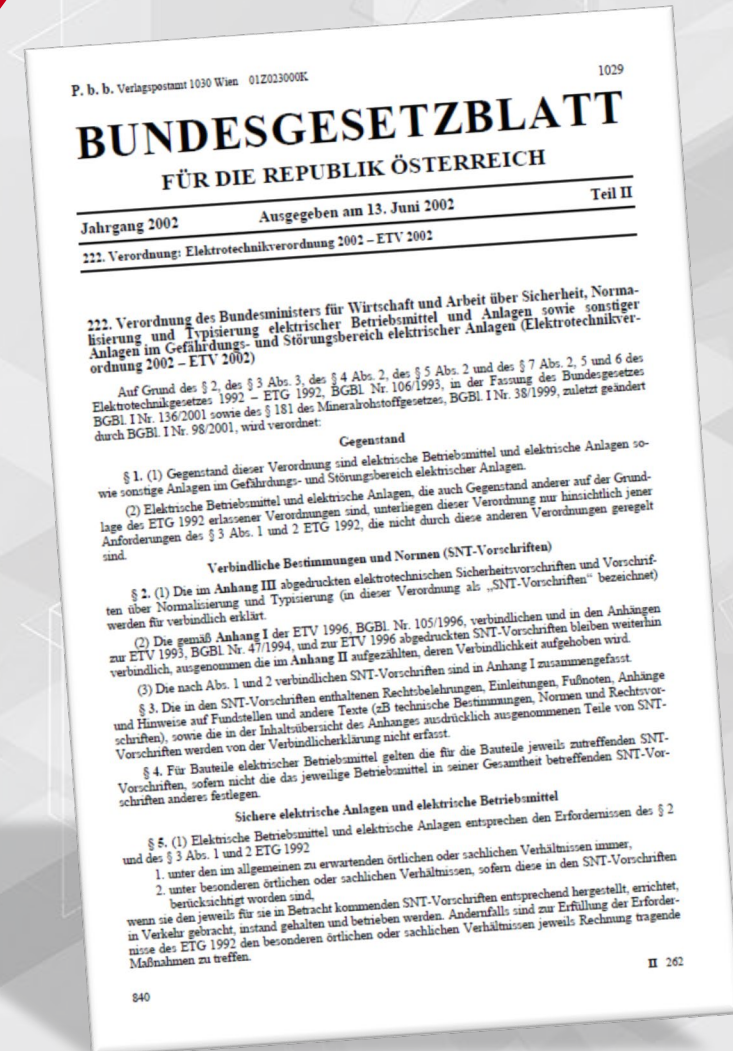 P. b. b. Verlagspostamt 1030 Wien 01Z023000K
1029
BUNDESGESETZBLATT
FÜR DIE REPUBLIK ÖSTERREICH
Jahrgang 2002 Ausgegeben am 13. Juni 2002 Teil II
222. Verordnung: Elektrotechnikverordnung 2002 – ETV 2002
222. Verordnung des Bundesministers für Wirtschaft und Arbeit über Sicherheit, Norma-
lisierung und Typisierung elektrischer Betriebsmittel und Anlagen sowie sonstiger
Anlagen im Gefährdungs- und Störungsbereich elektrischer Anlagen (Elektrotechnikver-
ordnung 2002 – ETV 2002)
Auf Grund des § 2, des § 3 Abs. 3, des § 4 Abs. 2, des § 5 Abs. 2 und des § 7 Abs. 2, 5 und 6 des
Elektrotechnikgesetzes 1992 – ETG 1992, BGBl. Nr. 106/1993, in der Fassung des Bundesgesetzes
BGBl. I Nr. 136/2001 sowie des § 181 des Mineralrohstoffgesetzes, BGBl. I Nr. 38/1999, zuletzt geändert
durch BGBl. I Nr. 98/2001, wird verordnet:
Gegenstand
§ 1. (1) Gegenstand dieser Verordnung sind elektrische Betriebsmittel und elektrische Anlagen so-
wie sonstige Anlagen im Gefährdungs- und Störungsbereich elektrischer Anlagen.
(2) Elektrische Betriebsmittel und elektrische Anlagen, die auch Gegenstand anderer auf der Grund-
lage des ETG 1992 erlassener Verordnungen sind, unterliegen dieser Verordnung nur hinsichtlich jener
Anforderungen des § 3 Abs. 1 und 2 ETG 1992, die nicht durch diese anderen Verordnungen geregelt
sind.
Verbindliche Bestimmungen und Normen (SNT-Vorschriften)
§ 2. (1) Die im Anhang III abgedruckten elektrotechnischen Sicherheitsvorschriften und Vorschrif-
ten über Normalisierung und Typisierung (in dieser Verordnung als „SNT-Vorschriften“ bezeichnet)
werden für verbindlich erklärt.
(2) Die gemäß Anhang I der ETV 1996, BGBl. Nr. 105/1996, verbindlichen und in den Anhängen
zur ETV 1993, BGBl. Nr. 47/1994, und zur ETV 1996 abgedruckten SNT-Vorschriften bleiben weiterhin
verbindlich, ausgenommen die im Anhang II aufgezählten, deren Verbindlichkeit aufgehoben wird.
(3) Die nach Abs. 1 und 2 verbindlichen SNT-Vorschriften sind in Anhang I zusammengefasst.
§ 3. Die in den SNT-Vorschriften enthaltenen Rechtsbelehrungen, Einleitungen, Fußnoten, Anhänge
und Hinweise auf Fundstellen und andere Texte (zB technische Bestimmungen, Normen und Rechtsvor-
schriften), sowie die in der Inhaltsübersicht des Anhanges ausdrücklich ausgenommenen Teile von SNT-
Vorschriften werden von der Verbindlicherklärung nicht erfasst.
§ 4. Für Bauteile elektrischer Betriebsmittel gelten die für die Bauteile jeweils zutreffenden SNT-
Vorschriften, sofern nicht die das jeweilige Betriebsmittel in seiner Gesamtheit betreffenden SNT-Vor-
schriften anderes festlegen.
Sichere elektrische Anlagen und elektrische Betriebsmittel
§ 5. (1) Elektrische Betriebsmittel und elektrische Anlagen entsprechen den Erfordernissen des § 2
und des § 3 Abs. 1 und 2 ETG 1992
1. unter den im allgemeinen zu erwartenden örtlichen oder sachlichen Verhältnissen immer,
2. unter besonderen örtlichen oder sachlichen Verhältnissen, sofern diese in den SNT-Vorschriften
berücksichtigt worden sind,
wenn sie den jeweils für sie in Betracht kommenden SNT-Vorschriften entsprechend hergestellt, errichtet,
in Verkehr gebracht, instand gehalten und betrieben werden. Andernfalls sind zur Erfüllung der Erforder-
nisse des ETG 1992 den besonderen örtlichen oder sachlichen Verhältnissen jeweils Rechnung tragende
Maßnahmen zu treffen.
II 262
840